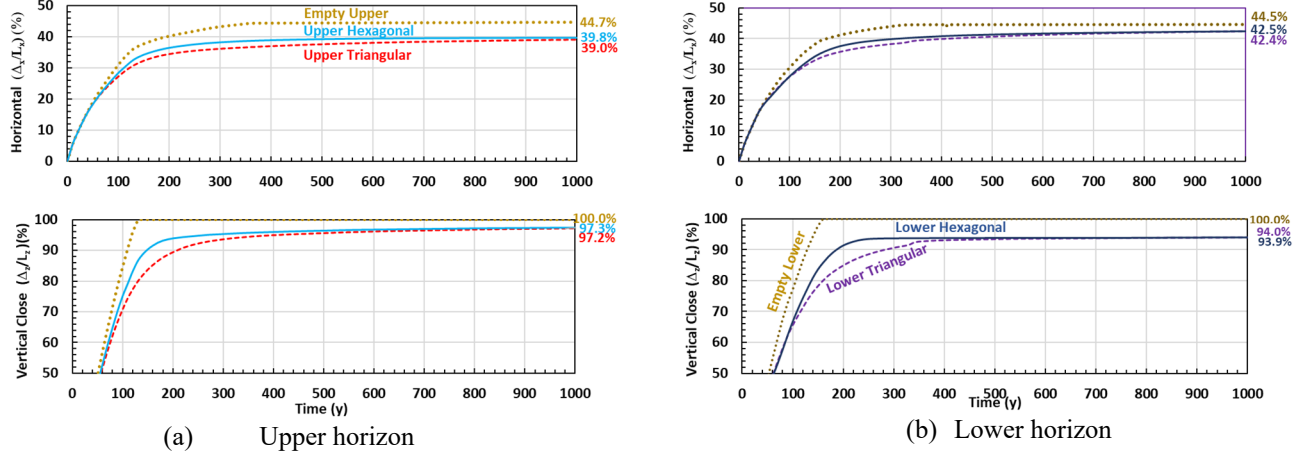 50
40
30
20
10
0
Horizontal (Δx/Lx) (%)
Empty Upper
Upper Hexagonal
Upper Triangular
44.7%
39.8%
39.0%
0 100 200 300 400 500 600 700 800 900 1000
100
90
80
70
60
50
Vertical Close (Δz/Lz)(%)
100.0%
97.3%
97.2%
0 100 200 300 400 500 600 700 800 900 1000
Time (y)
(a) Upper horizon
50
40
30
20
10
0
Horizontal (Δx/Lx) (%)
44.5%
42.5%
42.4%
0 100 200 300 400 500 600 700 800 900 1000
100
90
80
70
60
50
Vertical Close (Δz/Lz) (%)
Empty Lower
Lower Hexagonal
Lower Triangular
100.0%
94.0%
93.9%
0 100 200 300 400 500 600 700 800 900 1000
Time (y)
(b) Lower horizon